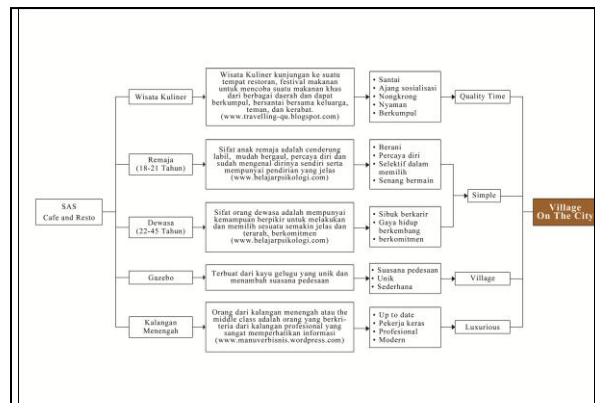 SAS
Cafe and Resto
Wisata Kuliner
Wisata Kuliner kunjungan ke suatu
tempat restoran, festival makanan
untuk mencoba suatu makanan khas
dari berbagai daerah dan dapat
berkumpul, bersantai bersama keluarga,
teman, dan kerabat.
(www.travelling-qu.blogspot.com)
• Santai
• Ajang sosialisasi
• Nongkrong
• Nyaman
• Berkumpul
Quality Time
Remaja
(18-21 Tahun)
Sifat anak remaja adalah cenderung
labil, mudah bergaul, percaya diri dan
sudah mengenal dirinya sendiri serta
mempunyai pendirian yang jelas
(www.belajarpsikologi.com)
• Berani
• Percaya diri
• Selektif dalam
memilih
• Senang bermain
Dewasa
(22-45 Tahun)
Sifat orang dewasa adalah mempunyai
kemampuan berpikir untuk melakukan
dan memilih sesuatu semakin jelas dan
terarah, berkomitmen
(www.belajarpsikologi.com)
• Sibuk berkarir
• Gaya hidup
berkembang
• berkomitmen
Simple
Gazebo
Terbuat dari kayu gelugu yang unik dan
menambah suasana pedesaan
• Suasana pedesaan
• Unik
• Sederhana
Village
Kalangan
Menengah
Orang dari kalangan menengah atau the
middle class adalah orang yang berkri-
teria dari kalangan profesional yang
sangat memperhatikan informasi
(www.manuverbisnis.wordpress.com)
• Up to date
• Pekerja keras
• Profesional
• Modern
Luxurious
Village
On The City